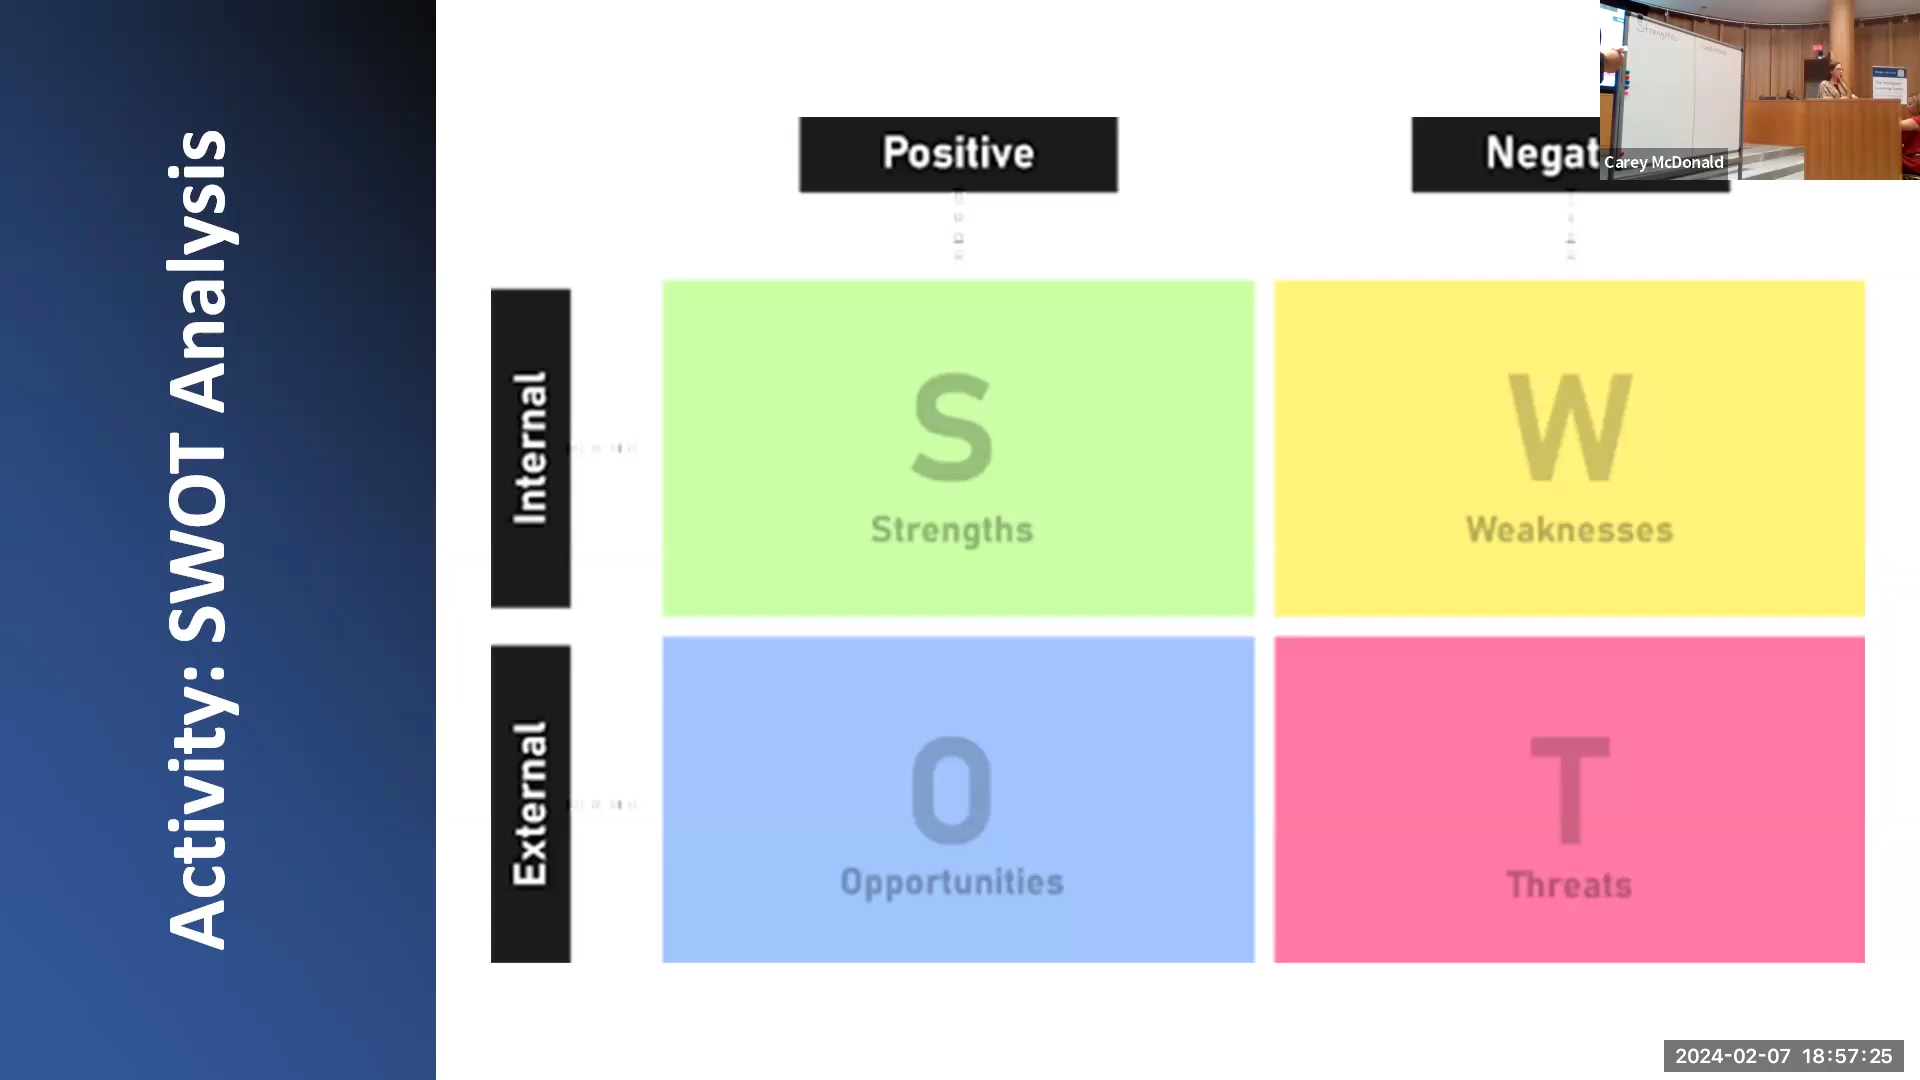 Activity: SWOT Analysis
Positive
Negat
Strengths
Carey McDonald
Internal
S
Strengths
W
Weaknesses
External
O
Opportunities
T
Threats
2024-02-07 18:57:25